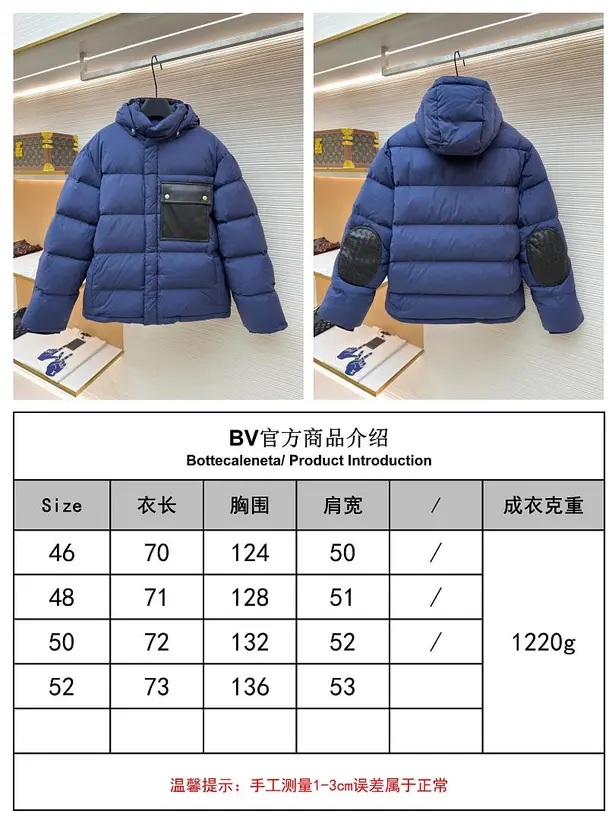 BV官方商品介绍
Bottecaleneta/ Product Introduction
Size 衣长 胸围 肩宽 / 成衣克重
46 70 124 50 /
48 71 128 51 /
50 72 132 52 / 1220g
52 73 136 53
温馨提示：手工测量1-3cm误差属于正常